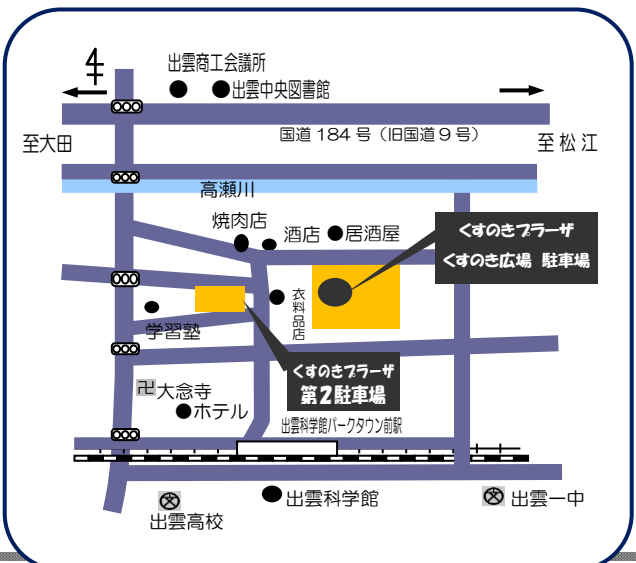 出雲商工会議所
出雲中央図書館
至大田
国道184号（旧国道9号）
至松江
高瀬川
焼肉店
酒店
居酒屋
くすのきプラーザ
くすのき広場 駐車場
衣料品店
学習塾
くすのきプラーザ
第2駐車場
卍大念寺
ホテル
出雲科学館パークタウン前駅
出雲科学館
出雲高校
出雲一中